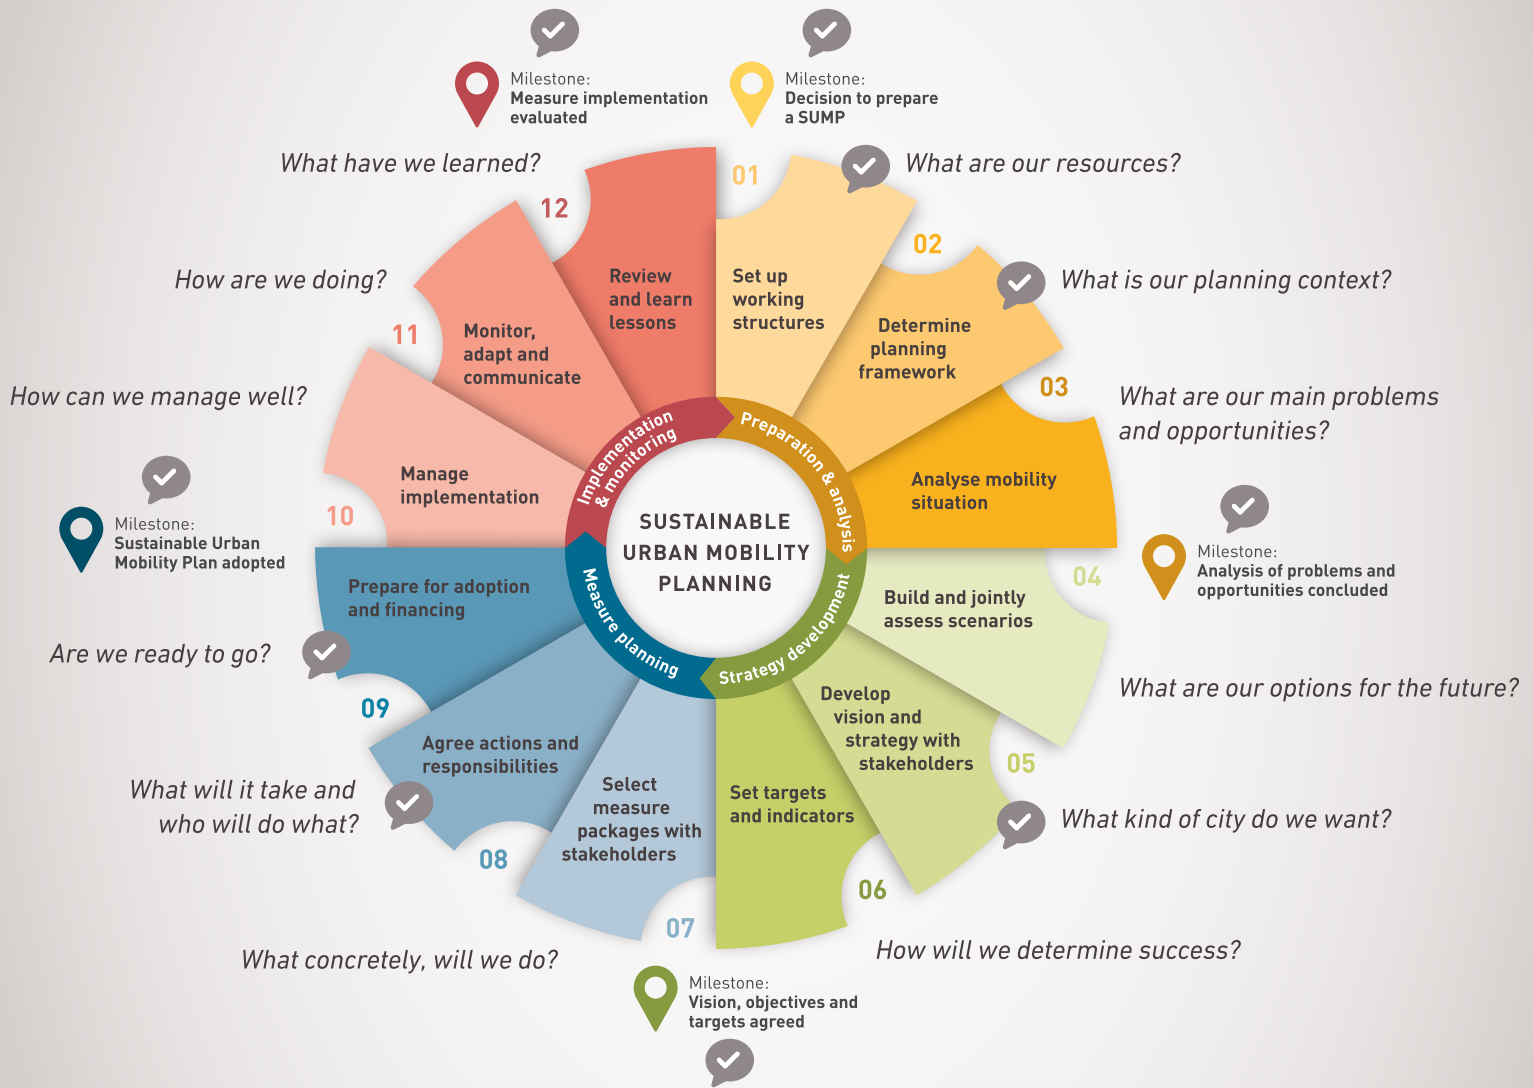 Milestone:
Measure implementation
evaluated
Milestone:
Decision to prepare
a SUMP
What have we learned?
What are our resources?
01
12
02
How are we doing?
What is our planning context?
Review
and learn
lessons
Set up
working
structures
11
Monitor,
adapt and
communicate
Determine
planning
framework
03
How can we manage well?
What are our main problems
and opportunities?
Implementation
& monitoring
Preparation & analysis
Manage
implementation
Analyse mobility
situation
10
Milestone:
Sustainable Urban
Mobility Plan adopted
SUSTAINABLE
URBAN MOBILITY
PLANNING
Milestone:
Analysis of problems and
opportunities concluded
04
Prepare for adoption
and financing
Build and jointly
assess scenarios
Measure planning
Strategy development
Are we ready to go?
What are our options for the future?
09
Develop
vision and
strategy with
stakeholders
05
Agree actions and
responsibilities
Select
measure
packages with
stakeholders
Set targets
and indicators
What will it take and
who will do what?
What kind of city do we want?
08
06
07
What concretely, will we do?
How will we determine success?
Milestone:
Vision, objectives and
targets agreed